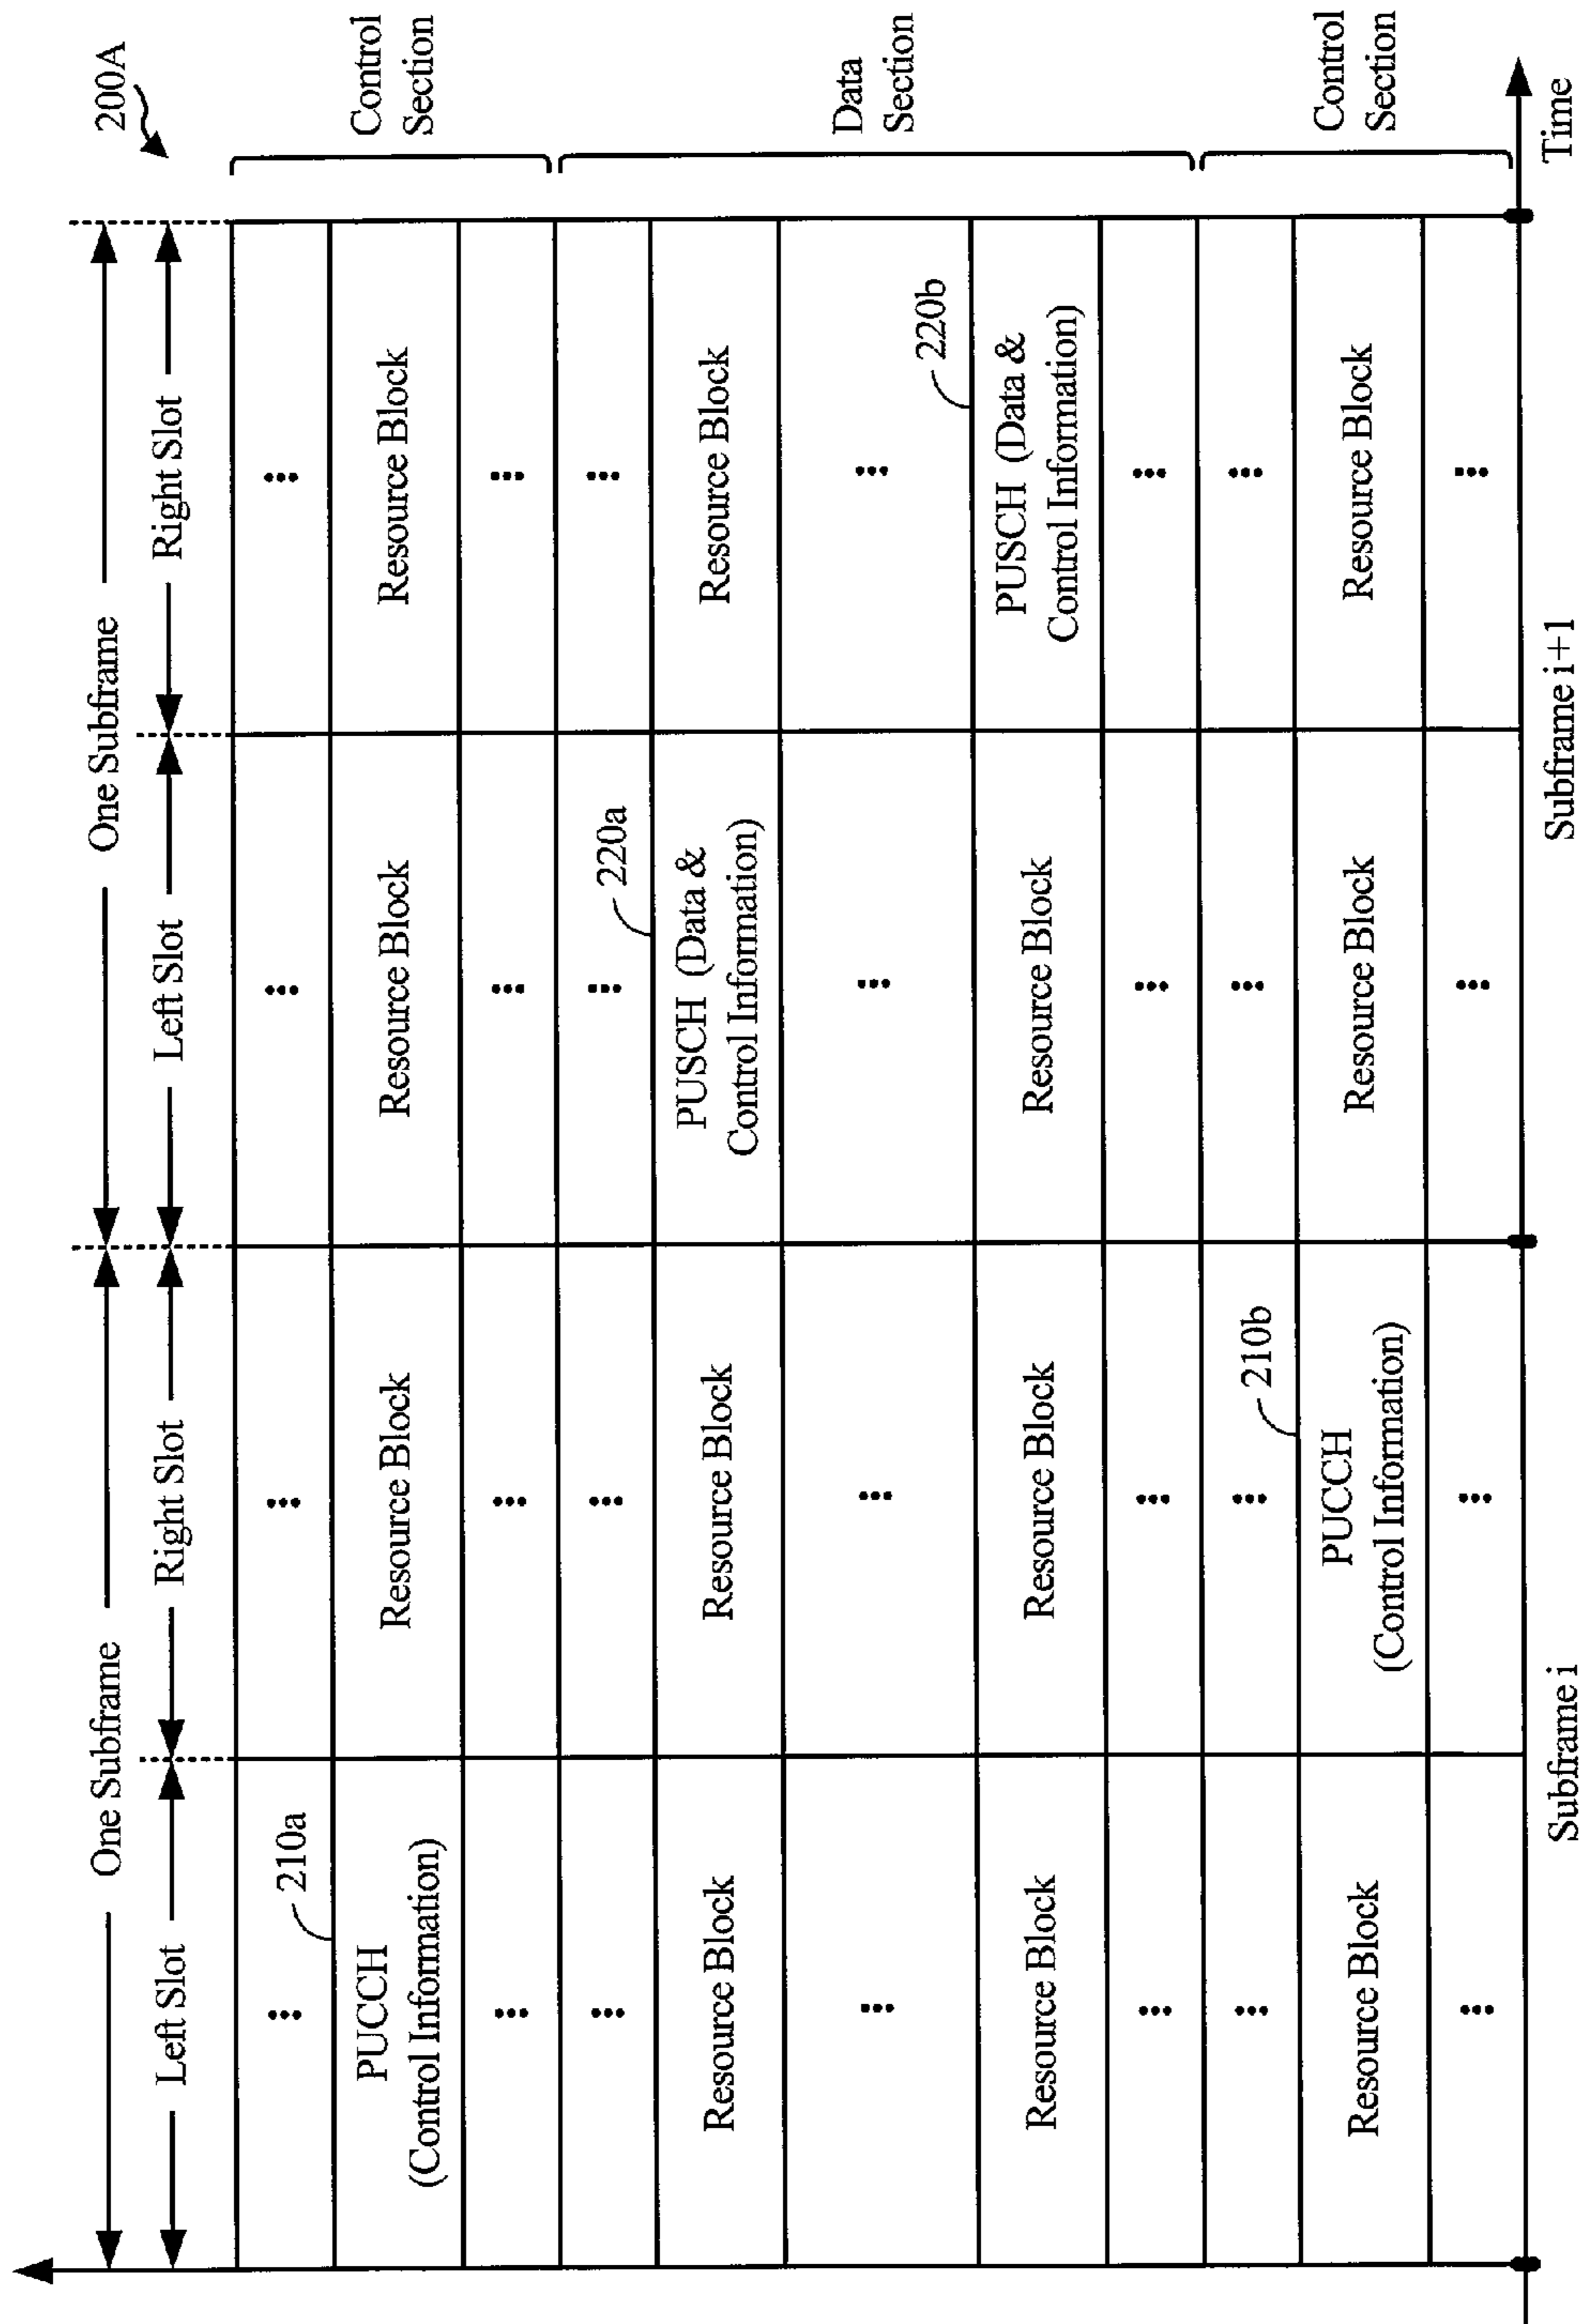 200A
One Subframe
One Subframe
Left Slot
Right Slot
Left Slot
Right Slot
⋮
⋮
⋮
⋮
210a
PUCCH
(Control Information)
Resource Block
Resource Block
Resource Block
Control
Section
⋮
⋮
⋮
⋮
⋮
⋮
220a
⋮
⋮
Resource Block
Resource Block
PUSCH (Data &
Control Information)
Resource Block
Data
Section
⋮
⋮
⋮
⋮
220b
Resource Block
Resource Block
Resource Block
PUSCH (Data &
Control Information)
⋮
⋮
⋮
⋮
⋮
⋮
210b
⋮
⋮
Resource Block
PUCCH
(Control Information)
Resource Block
Resource Block
Control
Section
⋮
⋮
⋮
⋮
Subframe i
Subframe i+1
Time